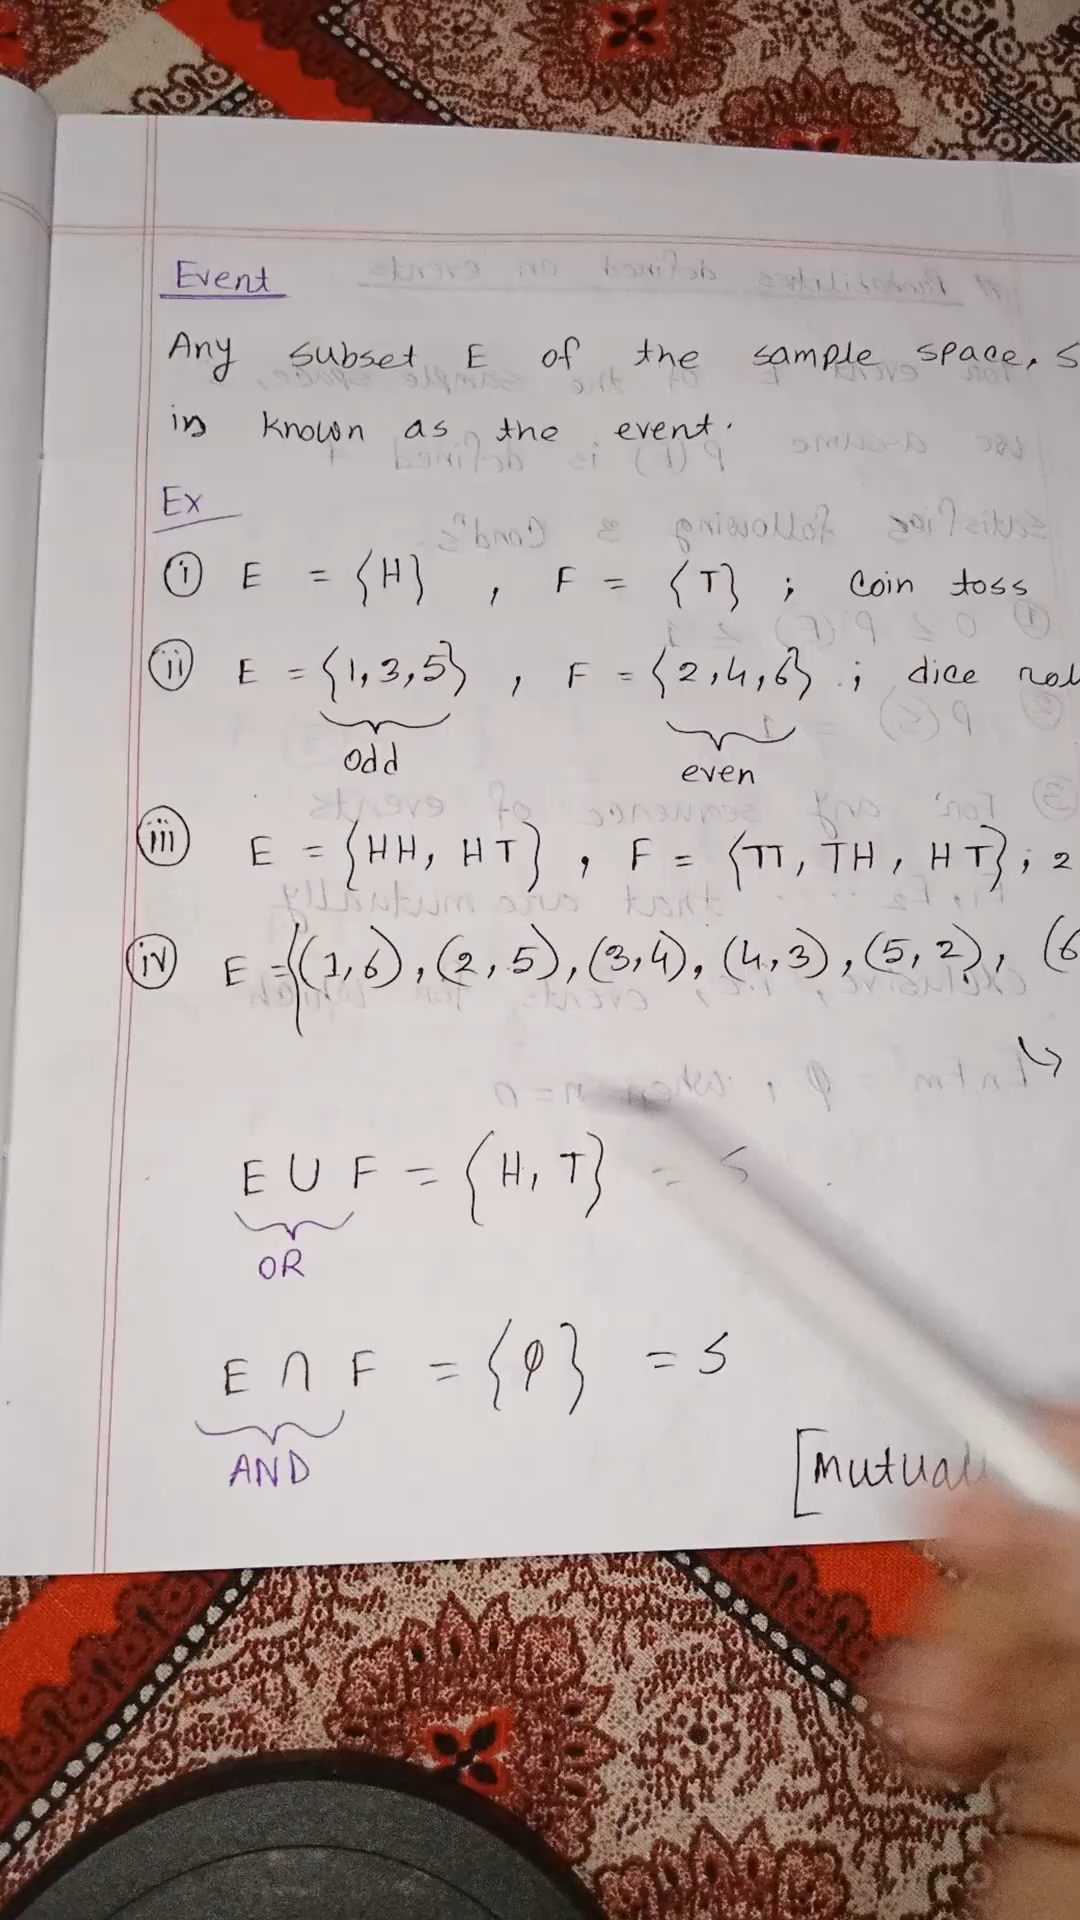 Event
Any subset E of the sample space, S
is known as the event.
Ex
(i) E = {H} , F = {T} ; Coin toss
(ii) E = {1,3,5} , F = {2,4,6} ; dice rol
odd even
(iii) E = {HH, HT} , F = {TT, TH, HT} ; 2
(iv) E = {(1,6), (2,5), (3,4), (4,3), (5,2), (6
E ∪ F = {H, T} = S
OR
E ∩ F = {φ} = S
AND
[Mutual